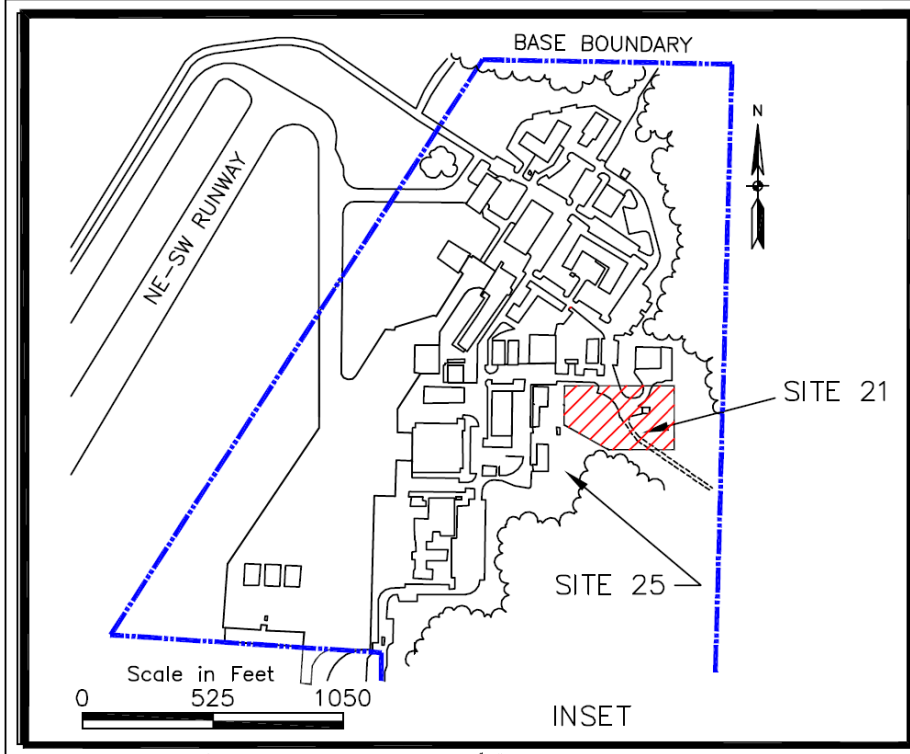 BASE BOUNDARY
N
NE-SW RUNWAY
SITE 21
SITE 25
Scale in Feet
0 525 1050
INSET